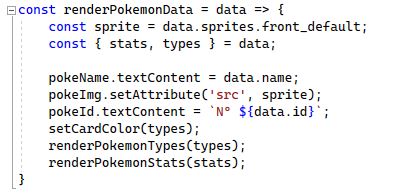 const renderPokemonData = data => {
    const sprite = data.sprites.front_default;
    const { stats, types } = data;

    pokeName.textContent = data.name;
    pokeImg.setAttribute('src', sprite);
    pokeId.textContent = `Nº ${data.id}`;
    setCardColor(types);
    renderPokemonTypes(types);
    renderPokemonStats(stats);
}